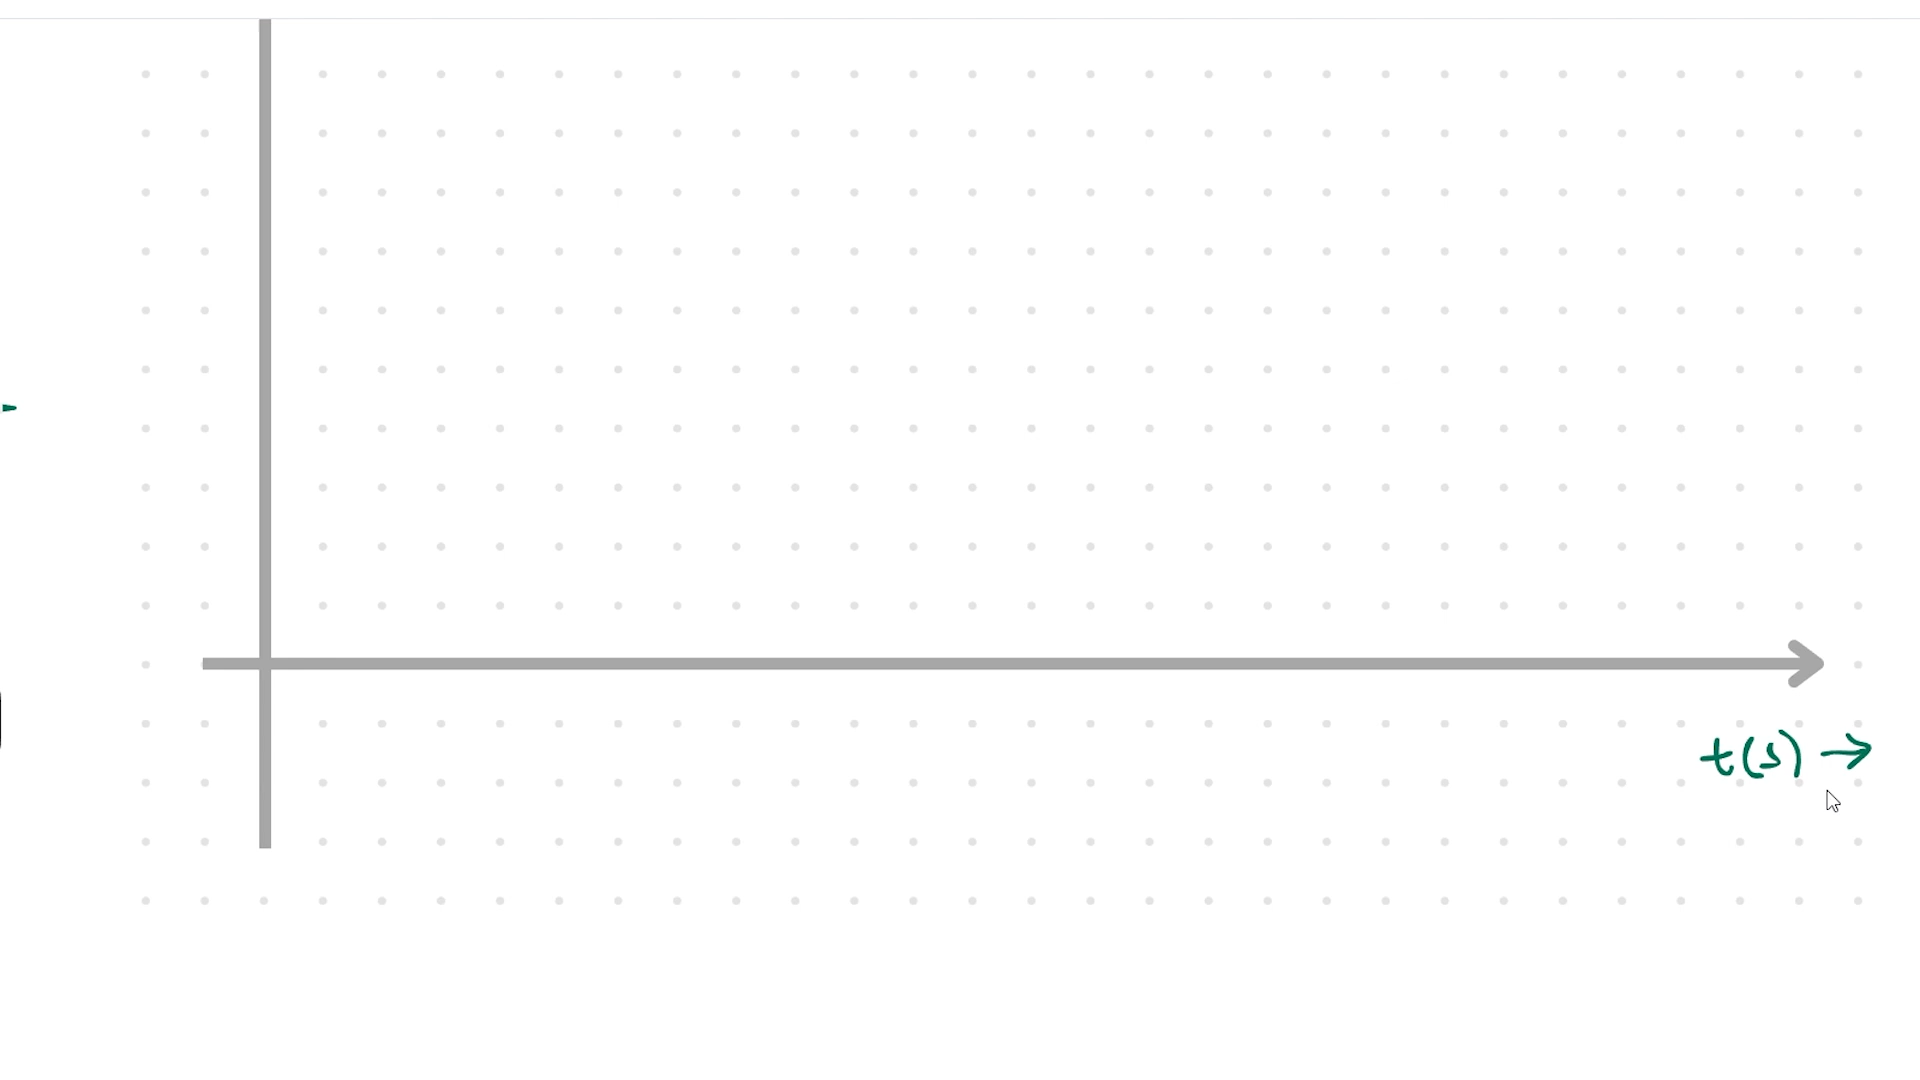 t(s) →